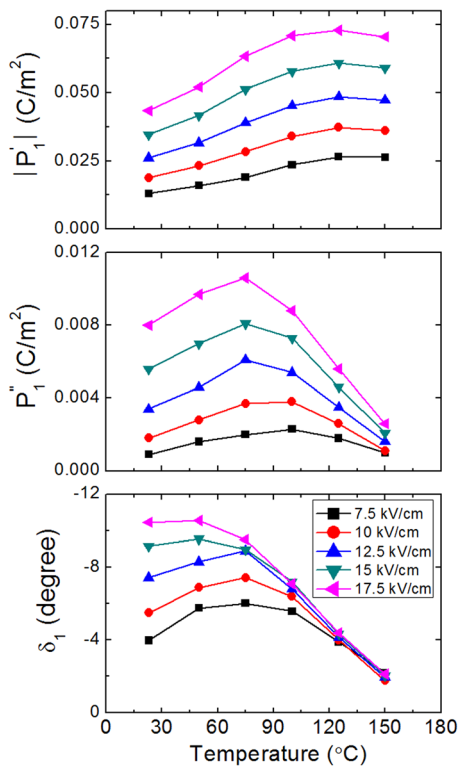 |P'₁| (C/m²)
0.075
0.050
0.025
0.000
P"₁ (C/m²)
0.012
0.008
0.004
0.000
δ₁ (degree)
-12
-8
-4
0
7.5 kV/cm
10 kV/cm
12.5 kV/cm
15 kV/cm
17.5 kV/cm
0 30 60 90 120 150 180
Temperature (°C)